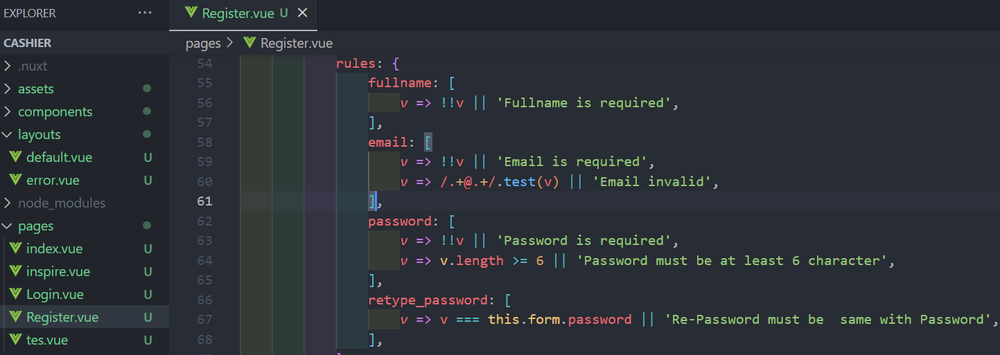 EXPLORER ...
CASHIER
.nuxt
assets
components
layouts
default.vue U
error.vue U
node_modules
pages
index.vue U
inspire.vue U
Login.vue U
Register.vue U
tes.vue U
Register.vue U
pages > Register.vue
54 rules: {
55 fullname: [
56 v => !!v || 'Fullname is required',
57 ],
58 email: [
59 v => !!v || 'Email is required',
60 v => /.+@.+/.test(v) || 'Email invalid',
61 ],
62 password: [
63 v => !!v || 'Password is required',
64 v => v.length >= 6 || 'Password must be at least 6 character',
65 ],
66 retype_password: [
67 v => v === this.form.password || 'Re-Password must be  same with Password',
68 ],